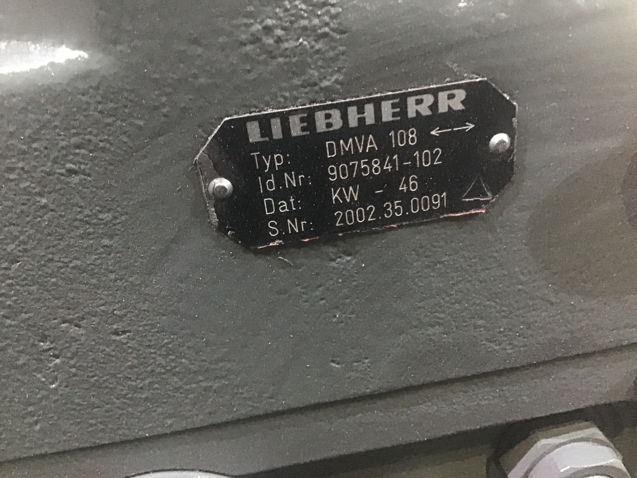 LIEBHERR
Typ: DMVA 108 ←→
Id.Nr: 9075841-102
Dat: KW - 46
S.Nr: 2002.35.0091